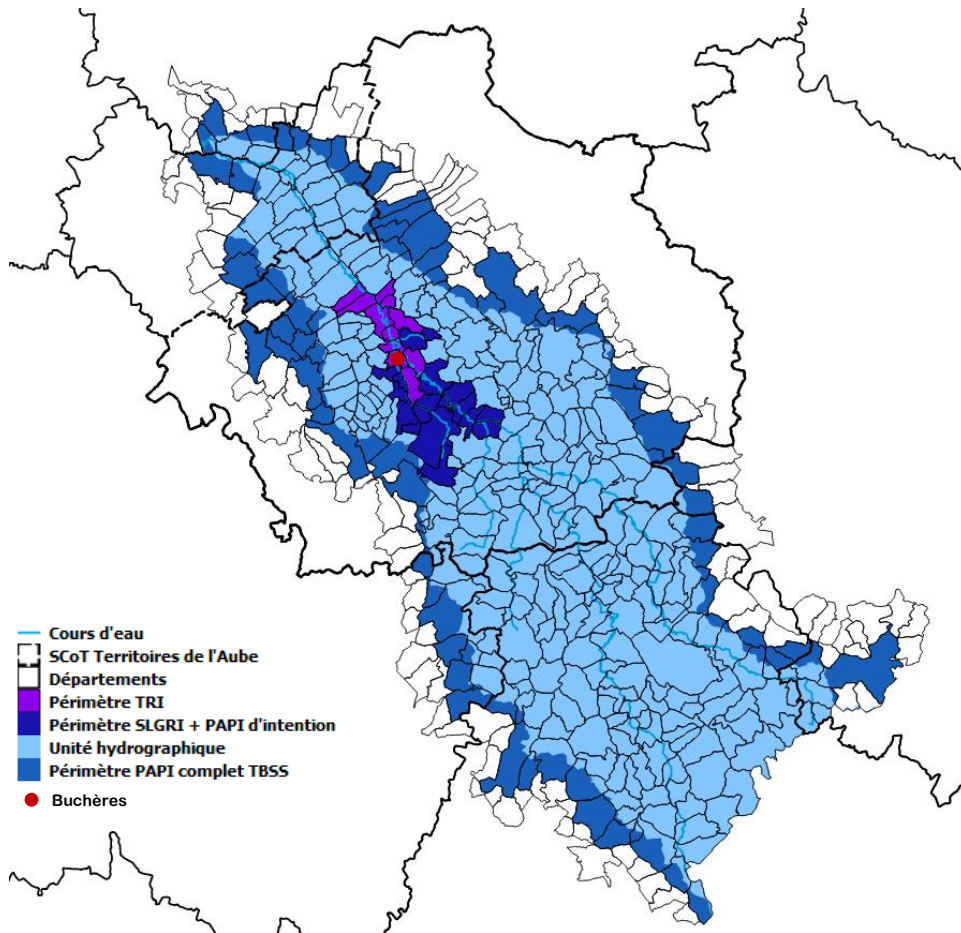 Cours d'eau
SCoT Territoires de l'Aube
Départements
Périmètre TRI
Périmètre SLGRI + PAPI d'intention
Unité hydrographique
Périmètre PAPI complet TBSS
Buchères